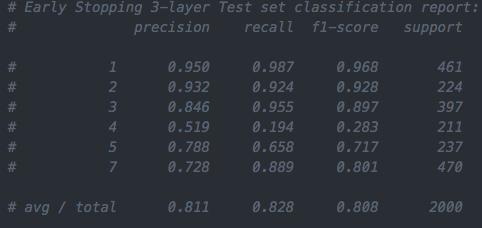 # Early Stopping 3-layer Test set classification report:
# precision recall f1-score support
# 1 0.950 0.987 0.968 461
# 2 0.932 0.924 0.928 224
# 3 0.846 0.955 0.897 397
# 4 0.519 0.194 0.283 211
# 5 0.788 0.658 0.717 237
# 7 0.728 0.889 0.801 470
# avg / total 0.811 0.828 0.808 2000